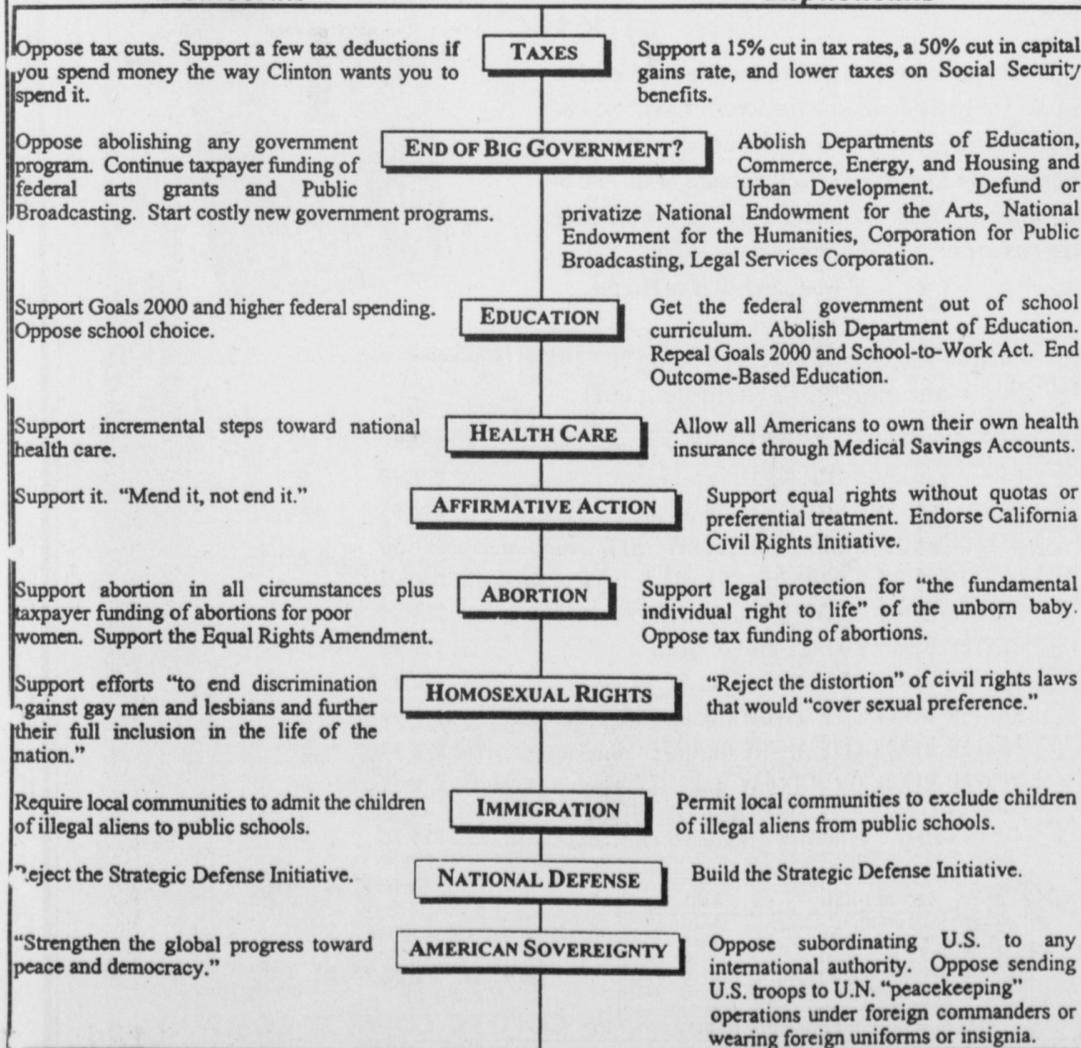 Oppose tax cuts. Support a few tax deductions if
you spend money the way Clinton wants you to
spend it.
TAXES
Support a 15% cut in tax rates, a 50% cut in capital
gains rate, and lower taxes on Social Security
benefits.
Oppose abolishing any government
program. Continue taxpayer funding of
federal arts grants and Public
Broadcasting. Start costly new government programs.
END OF BIG GOVERNMENT?
Abolish Departments of Education,
Commerce, Energy, and Housing and
Urban Development. Defund or
privatize National Endowment for the Arts, National
Endowment for the Humanities, Corporation for Public
Broadcasting, Legal Services Corporation.
Support Goals 2000 and higher federal spending.
Oppose school choice.
EDUCATION
Get the federal government out of school
curriculum. Abolish Department of Education.
Repeal Goals 2000 and School-to-Work Act. End
Outcome-Based Education.
Support incremental steps toward national
health care.
HEALTH CARE
Allow all Americans to own their own health
insurance through Medical Savings Accounts.
Support it. “Mend it, not end it.”
AFFIRMATIVE ACTION
Support equal rights without quotas or
preferential treatment. Endorse California
Civil Rights Initiative.
Support abortion in all circumstances plus
taxpayer funding of abortions for poor
women. Support the Equal Rights Amendment.
ABORTION
Support legal protection for “the fundamental
individual right to life” of the unborn baby.
Oppose tax funding of abortions.
Support efforts “to end discrimination
against gay men and lesbians and further
their full inclusion in the life of the
nation.”
HOMOSEXUAL RIGHTS
“Reject the distortion” of civil rights laws
that would “cover sexual preference.”
Require local communities to admit the children
of illegal aliens to public schools.
IMMIGRATION
Permit local communities to exclude children
of illegal aliens from public schools.
Reject the Strategic Defense Initiative.
NATIONAL DEFENSE
Build the Strategic Defense Initiative.
“Strengthen the global progress toward
peace and democracy.”
AMERICAN SOVEREIGNTY
Oppose subordinating U.S. to any
international authority. Oppose sending
U.S. troops to U.N. “peacekeeping”
operations under foreign commanders or
wearing foreign uniforms or insignia.